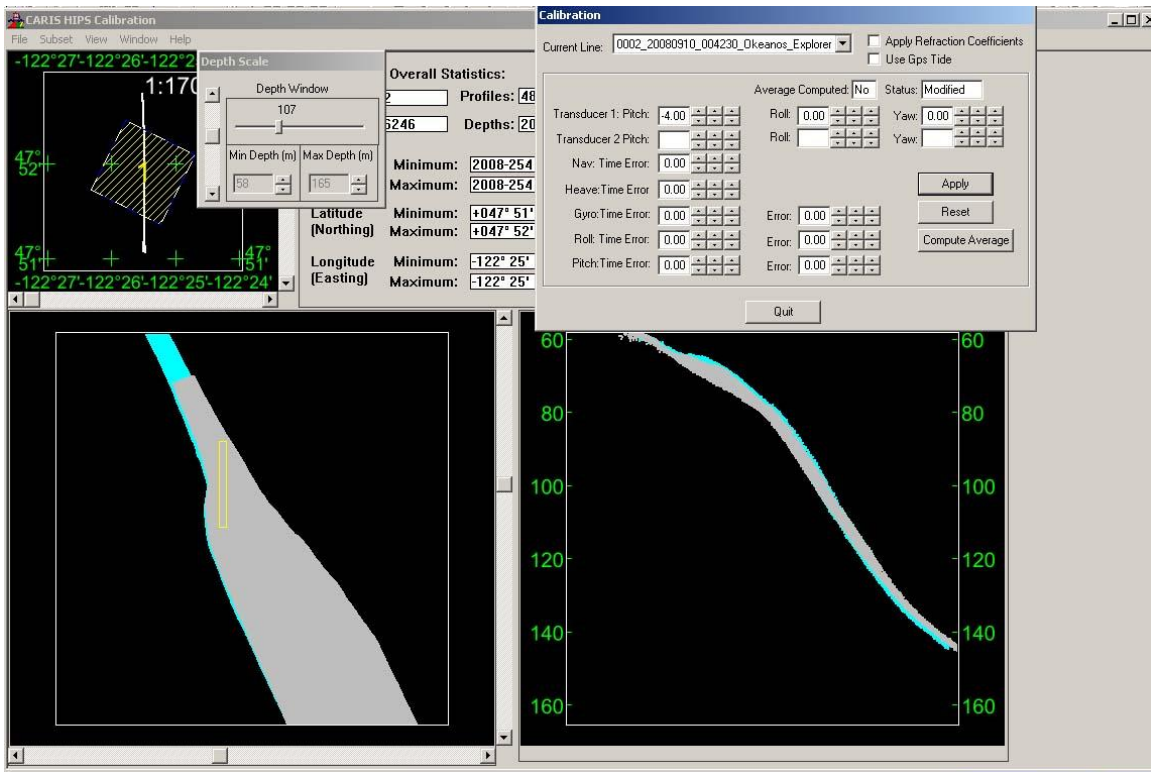 CARIS HIPS Calibration
File Subset View Window Help
-122°27'-122°26'-122°2
1:170
47°
52'
1
47°
51'
47°
51'
-122°26'-122°25'-122°24'
Depth Scale
Depth Window
107
Min Depth (m) Max Depth (m)
58 165
Overall Statistics:
2 Profiles: 48
6246 Depths: 20
Minimum: 2008-254
Maximum: 2008-254
Latitude Minimum: +047° 51'
(Northing) Maximum: +047° 52'
Longitude Minimum: -122° 25'
(Easting) Maximum: -122° 25'
Calibration
Current Line: 0002_20080910_004230_Okeanos_Explorer
Apply Refraction Coefficients
Use Gps Tide
Average Computed: No Status: Modified
Transducer 1: Pitch: -4.00 Roll: 0.00 Yaw: 0.00
Transducer 2 Pitch: Roll: Yaw:
Nav: Time Error: 0.00
Heave:Time Error 0.00
Gyro:Time Error: 0.00 Error: 0.00
Roll: Time Error: 0.00 Error: 0.00
Pitch:Time Error: 0.00 Error: 0.00
Apply
Reset
Compute Average
Quit
60 60
80 80
100 100
120 120
140 140
160 160